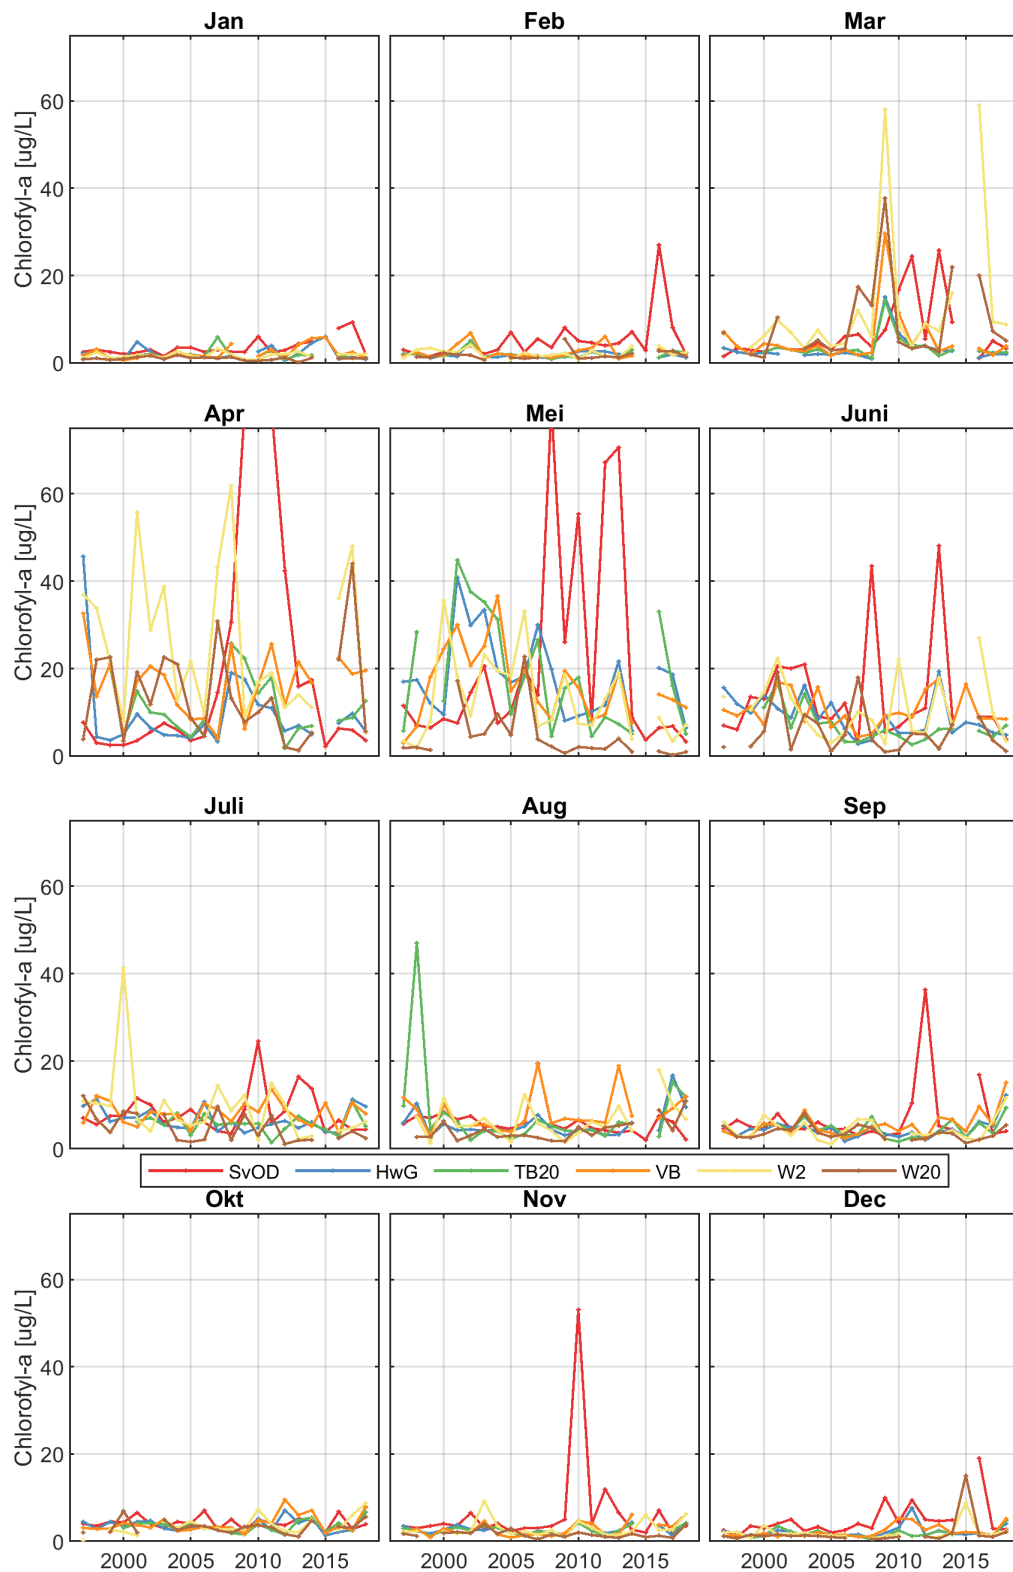 Jan Feb Mar
Chlorofyl-a [ug/L]
60
40
20
0
Apr Mei Juni
Chlorofyl-a [ug/L]
60
40
20
0
Juli Aug Sep
Chlorofyl-a [ug/L]
60
40
20
0
SvOD HwG TB20 VB W2 W20
Okt Nov Dec
Chlorofyl-a [ug/L]
60
40
20
0
2000 2005 2010 2015 2000 2005 2010 2015 2000 2005 2010 2015